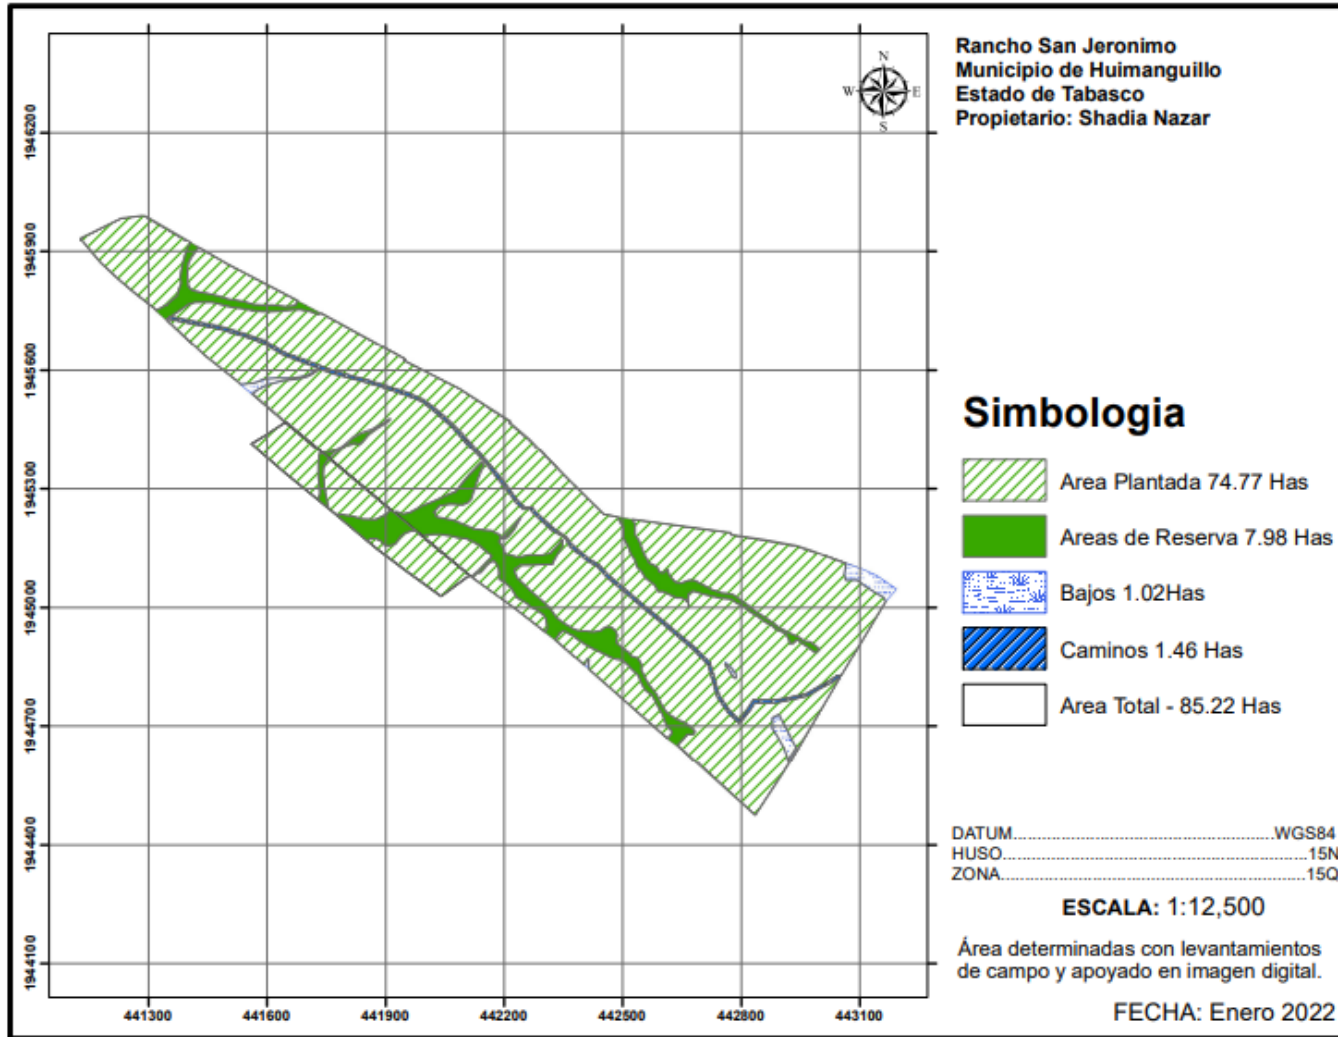 Rancho San Jeronimo
Municipio de Huimanguillo
Estado de Tabasco
Propietario: Shadia Nazar
N
W E
S
1946200
1945900
1945600
1945300
1945000
1944700
1944400
1944100
441300 441600 441900 442200 442500 442800 443100
Simbologia
Area Plantada 74.77 Has
Areas de Reserva 7.98 Has
Bajos 1.02Has
Caminos 1.46 Has
Area Total - 85.22 Has
DATUM.....................................................WGS84
HUSO..............................................................15N
ZONA..............................................................15Q
ESCALA: 1:12,500
Área determinadas con levantamientos
de campo y apoyado en imagen digital.
FECHA: Enero 2022